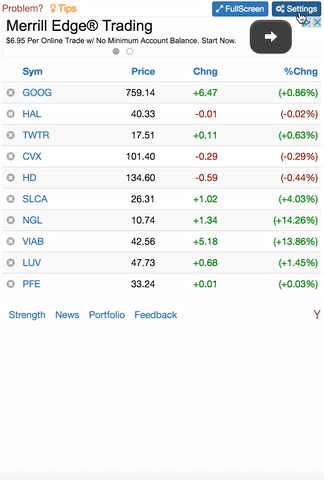 Problem? Tips FullScreen Settings
Merrill Edge® Trading
$6.95 Per Online Trade w/ No Minimum Account Balance. Start Now.
Sym Price Chng %Chng
GOOG 759.14 +6.47 (+0.86%)
HAL 40.33 -0.01 (-0.02%)
TWTR 17.51 +0.11 (+0.63%)
CVX 101.40 -0.29 (-0.29%)
HD 134.60 -0.59 (-0.44%)
SLCA 26.31 +1.02 (+4.03%)
NGL 10.74 +1.34 (+14.26%)
VIAB 42.56 +5.18 (+13.86%)
LUV 47.73 +0.68 (+1.45%)
PFE 33.24 +0.01 (+0.03%)
Strength News Portfolio Feedback Y